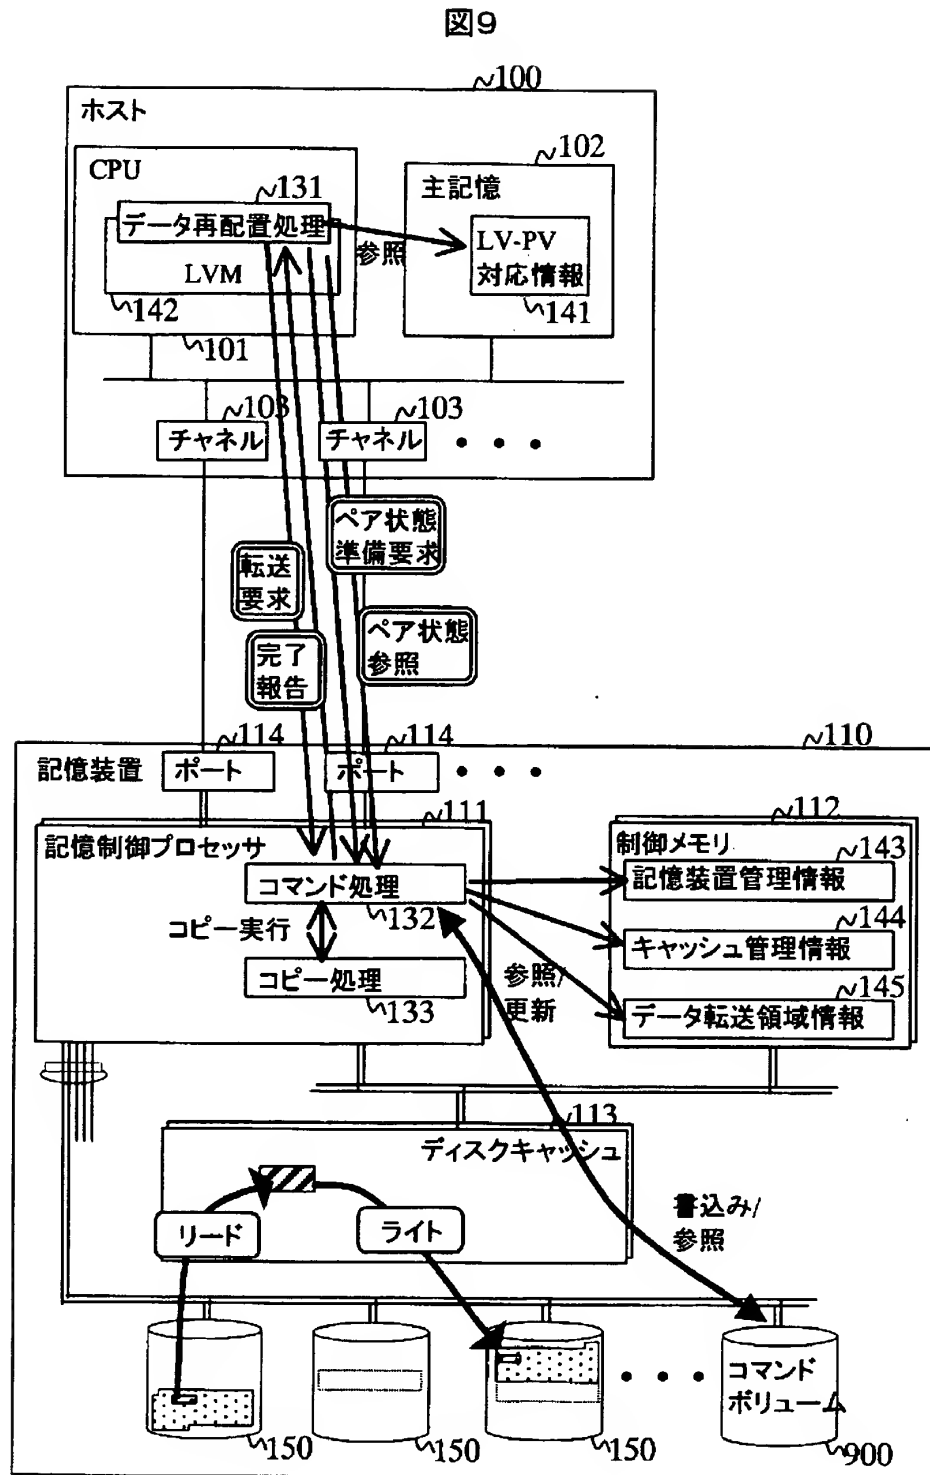 図9
100
ホスト
CPU
102
主記憶
131
データ再配置処理
参照
LV-PV
対応情報
LVM
142
141
101
103
103
チャネル
チャネル
・・・
ペア状態
準備要求
転送
要求
ペア状態
参照
完了
報告
114
114
110
記憶装置
ポート
ポート
・・・
111
112
記憶制御プロセッサ
制御メモリ
143
コマンド処理
記憶装置管理情報
132
144
コピー実行
キャッシュ管理情報
コピー処理
参照/
更新
145
133
データ転送領域情報
113
ディスクキャッシュ
リード
ライト
書込み/
参照
・・・
コマンド
ボリューム
150
150
150
900